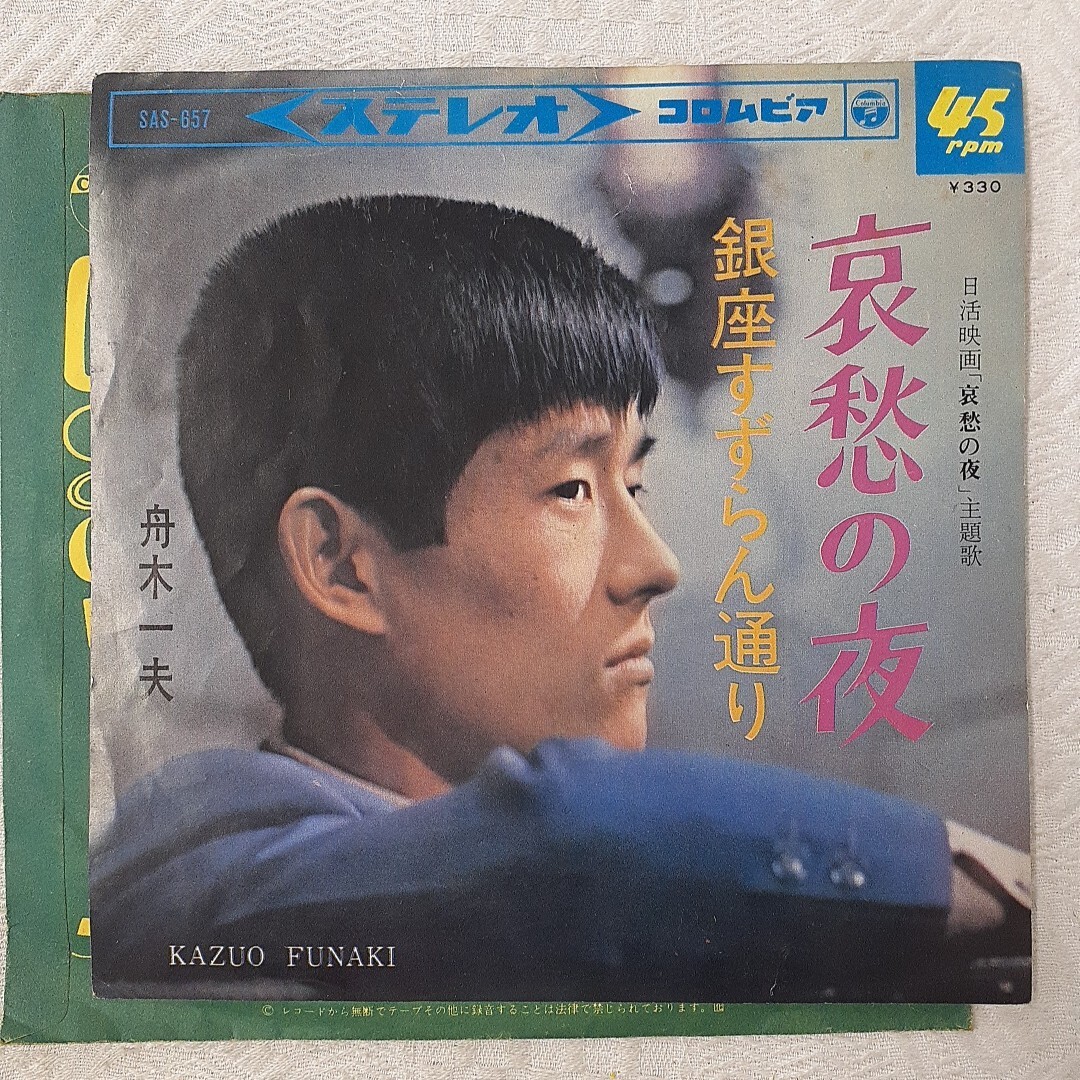 SAS-657
<ステレオ>
コロムビア
Columbia
45
rpm
¥330
日活映画「哀愁の夜」主題歌
哀愁の夜
銀座すずらん通り
舟木一夫
KAZUO FUNAKI
© レコードから無断でテープその他に録音することは法律で禁じられております。